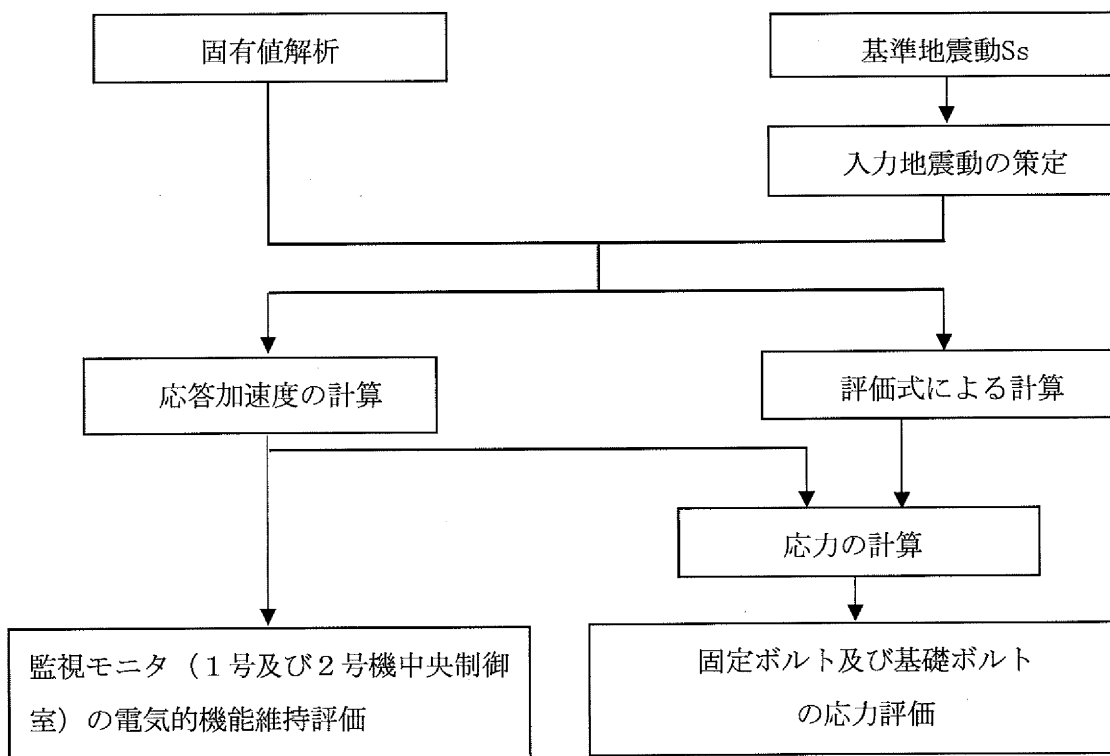 固有値解析
基準地震動Ss
入力地震動の策定
応答加速度の計算
評価式による計算
応力の計算
監視モニタ（１号及び２号機中央制御
室）の電気的機能維持評価
固定ボルト及び基礎ボルト
の応力評価